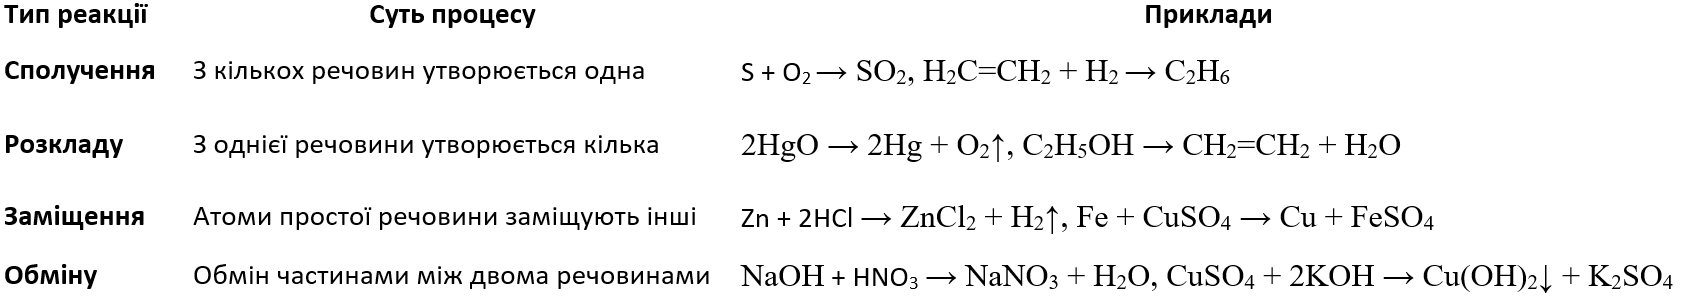 Тип реакції Суть процесу Приклади
Сполучення З кількох речовин утворюється одна S + O₂ → SO₂, H₂C=CH₂ + H₂ → C₂H₆
Розкладу З однієї речовини утворюється кілька 2HgO → 2Hg + O₂↑, C₂H₅OH → CH₂=CH₂ + H₂O
Заміщення Атоми простої речовини заміщують інші Zn + 2HCl → ZnCl₂ + H₂↑, Fe + CuSO₄ → Cu + FeSO₄
Обміну Обмін частинами між двома речовинами NaOH + HNO₃ → NaNO₃ + H₂O, CuSO₄ + 2KOH → Cu(OH)₂↓ + K₂SO₄